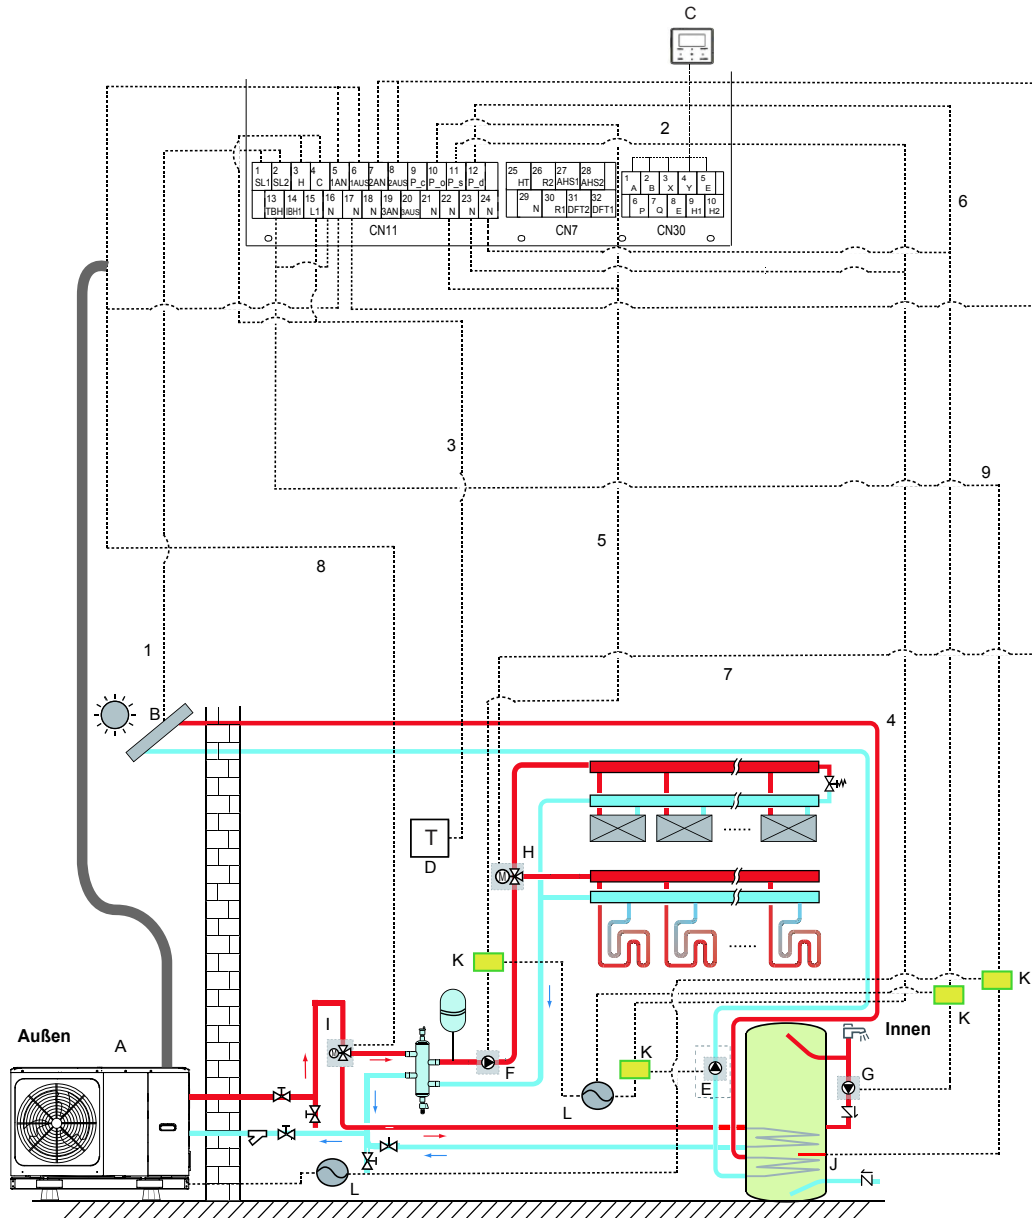 C
2
1 2 3 4 5 6 7 8 9 10 11 12
SL1 SL2 H C 1AN 1AUS 2AN 2AUS P_c P_o P_s P_d
13 14 15 16 17 18 19 20 21 22 23 24
TBH IBH1 L1 N N N 3AN 3AUS N N N N
CN11
25 26 27 28
HT R2 AHS1 AHS2
29 30 31 32
N R1 DFT2 DFT1
CN7
1 2 3 4 5
A B X Y E
6 7 8 9 10
P Q E H1 H2
CN30
6
3
9
5
8
1
7
B
4
T
D
H
M
K
K
K
Außen
A
I
M
F
K
E
L
Innen
G
J
L